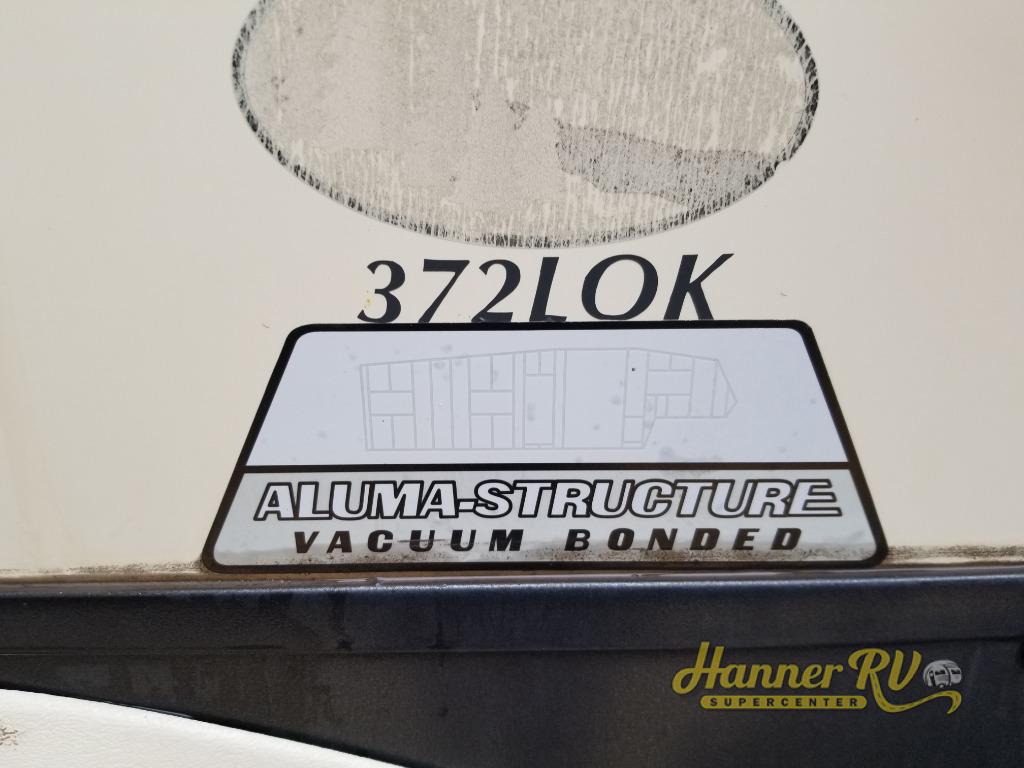 372LOK
ALUMA-STRUCTURE
VACUUM BONDED
Hanner RV
SUPERCENTER